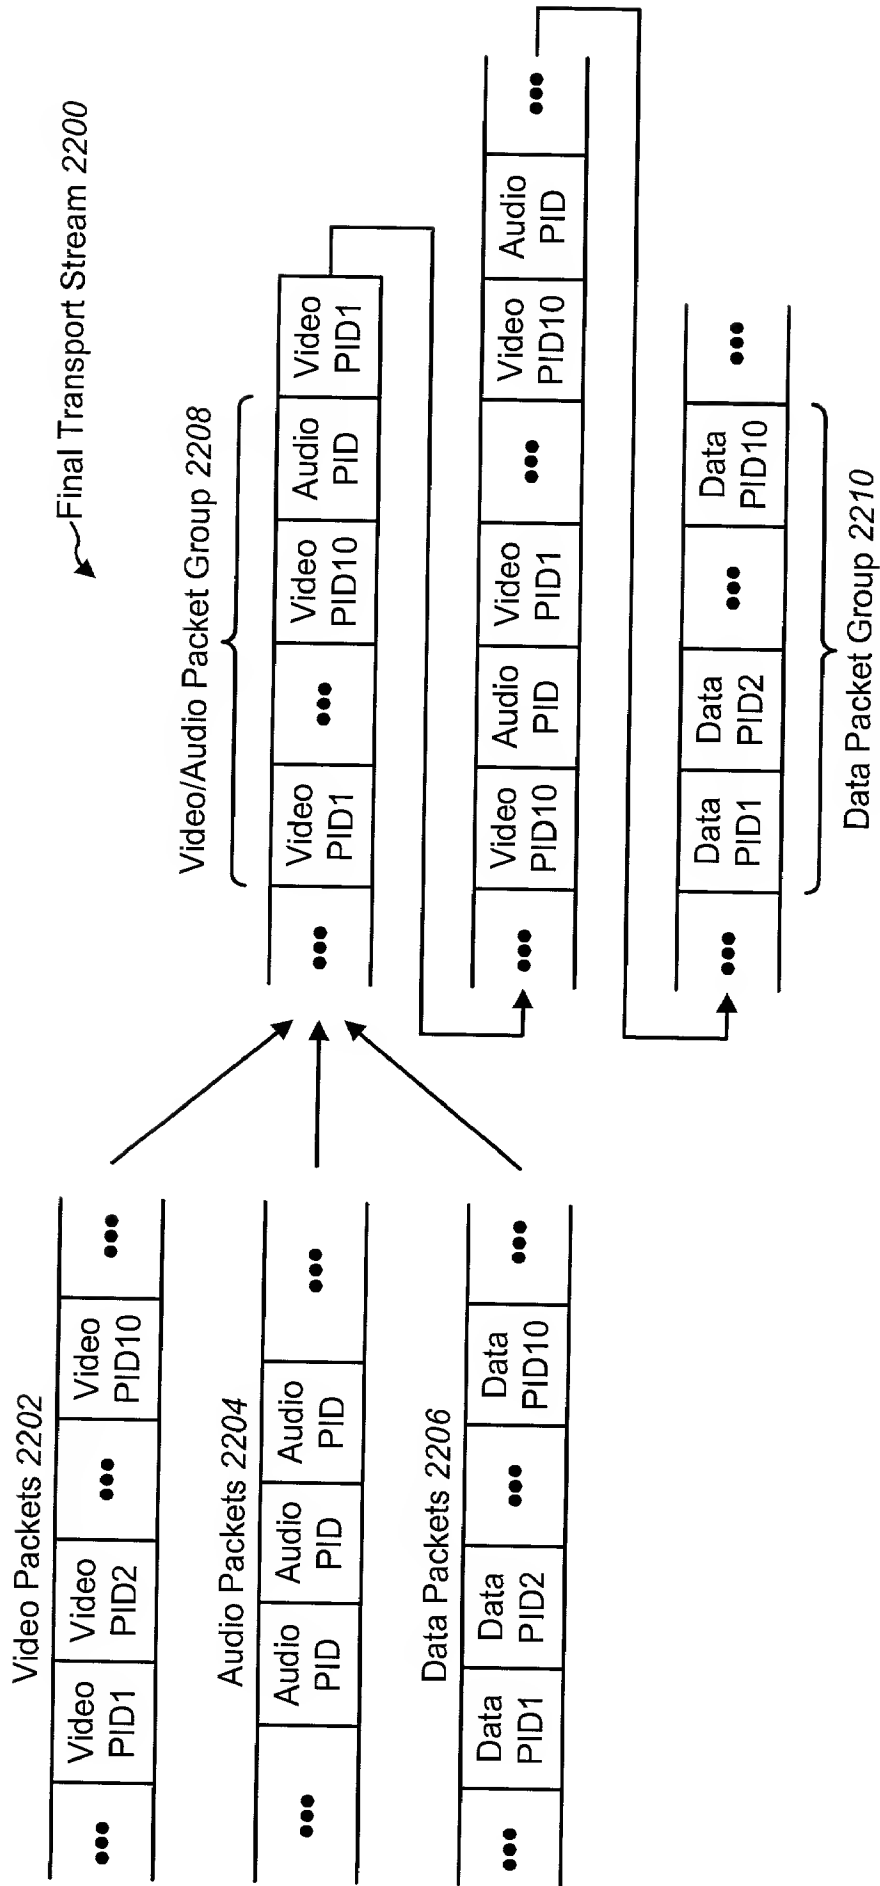 Final Transport Stream 2200
Video Packets 2202
•••
Video
PID1
Video
PID2
•••
Video
PID10
•••
Audio Packets 2204
•••
Audio
PID
Audio
PID
Audio
PID
•••
Data Packets 2206
•••
Data
PID1
Data
PID2
•••
Data
PID10
•••
Video/Audio Packet Group 2208
•••
Video
PID1
•••
Video
PID10
Audio
PID
Video
PID1
•••
Video
PID10
Audio
PID
Video
PID1
•••
Video
PID10
Audio
PID
•••
•••
Data
PID1
Data
PID2
•••
Data
PID10
•••
Data Packet Group 2210